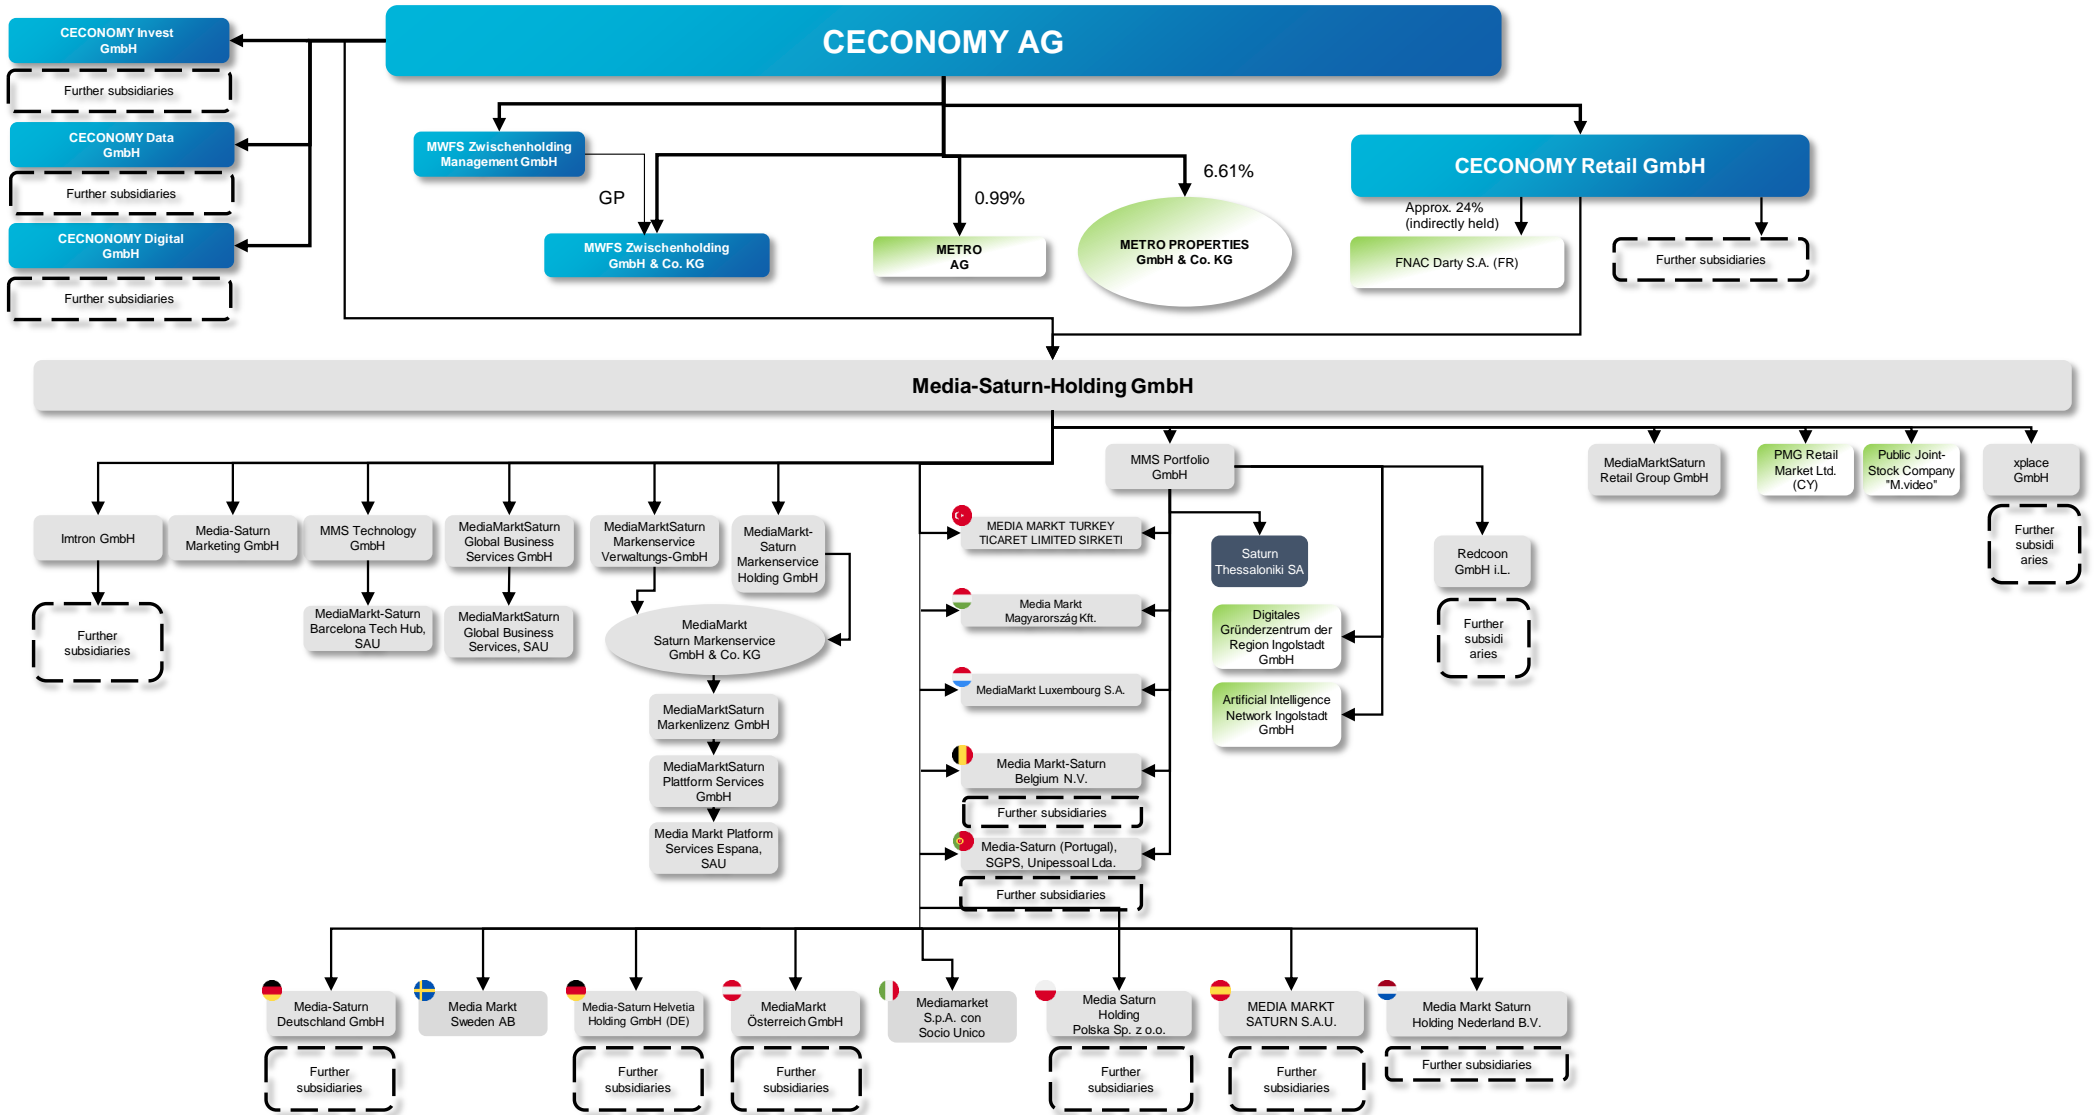 CECONOMY AG
CECONOMY Invest
GmbH
Further subsidiaries
CECONOMY Data
GmbH
Further subsidiaries
CECNONOMY Digital
GmbH
Further subsidiaries
MWFS Zwischenholding
Management GmbH
GP
MWFS Zwischenholding
GmbH & Co. KG
0.99%
METRO
AG
6.61%
METRO PROPERTIES
GmbH & Co. KG
CECONOMY Retail GmbH
Approx. 24%
(indirectly held)
FNAC Darty S.A. (FR)
Further subsidiaries
Media-Saturn-Holding GmbH
Imtron GmbH
Further
subsidiaries
Media-Saturn
Marketing GmbH
MMS Technology
GmbH
MediaMarkt-Saturn
Barcelona Tech Hub,
SAU
MediaMarktSaturn
Global Business
Services GmbH
MediaMarktSaturn
Global Business
Services, SAU
MediaMarktSaturn
Markenservice
Verwaltungs-GmbH
MediaMarkt-
Saturn
Markenservice
Holding GmbH
MediaMarkt
Saturn Markenservice
GmbH & Co. KG
MediaMarktSaturn
Markenlizenz GmbH
MediaMarktSaturn
Plattform Services
GmbH
Media Markt Platform
Services Espana,
SAU
MEDIA MARKT TURKEY
TICARET LIMITED SIRKETI
Media Markt
Magyarország Kft.
MediaMarkt Luxembourg S.A.
Media Markt-Saturn
Belgium N.V.
Further subsidiaries
Media-Saturn (Portugal),
SGPS, Unipessoal Lda.
Further subsidiaries
MMS Portfolio
GmbH
Saturn
Thessaloniki SA
Digitales
Gründerzentrum der
Region Ingolstadt
GmbH
Artificial Intelligence
Network Ingolstadt
GmbH
Redcoon
GmbH i.L.
Further
subsidi
aries
MediaMarktSaturn
Retail Group GmbH
PMG Retail
Market Ltd.
(CY)
Public Joint-
Stock Company
"M.video"
xplace
GmbH
Further
subsidi
aries
Media-Saturn
Deutschland GmbH
Further
subsidiaries
Media Markt
Sweden AB
Media-Saturn Helvetia
Holding GmbH (DE)
Further
subsidiaries
MediaMarkt
Österreich GmbH
Further
subsidiaries
Mediamarket
S.p.A. con
Socio Unico
Media Saturn
Holding
Polska Sp. z o.o.
Further
subsidiaries
MEDIA MARKT
SATURN S.A.U.
Further
subsidiaries
Media Markt Saturn
Holding Nederland B.V.
Further subsidiaries